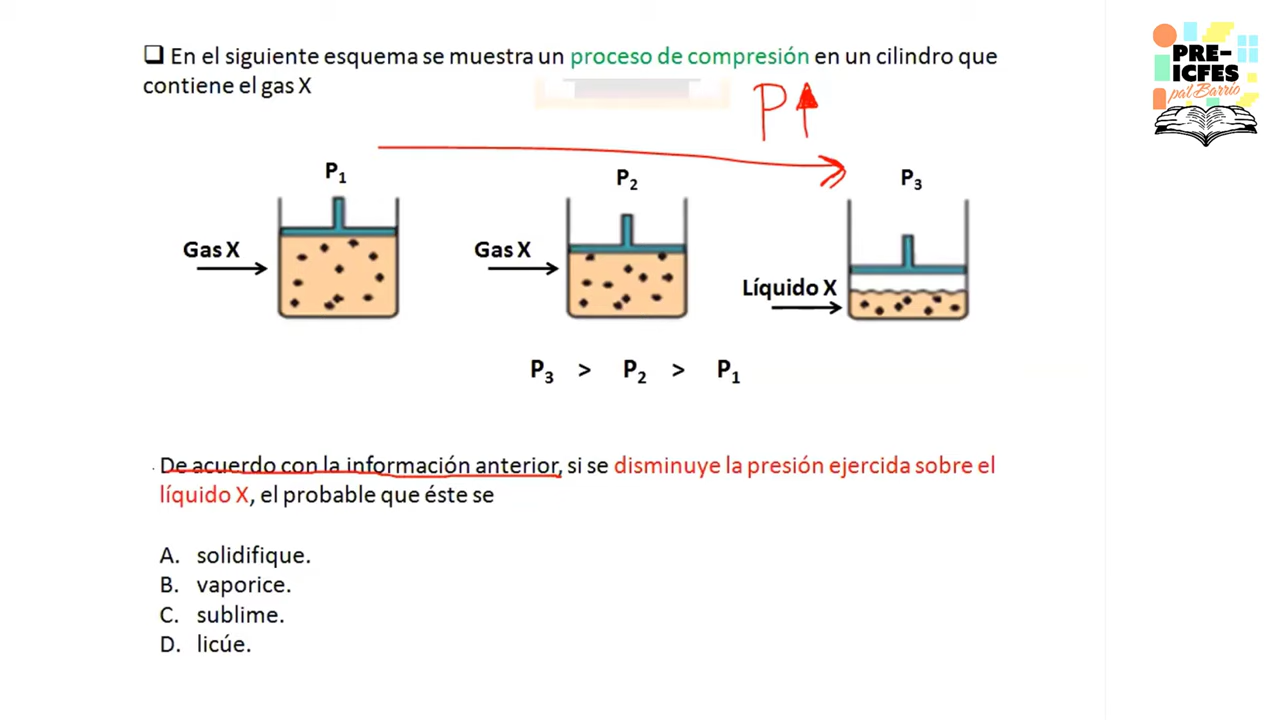 ❑ En el siguiente esquema se muestra un proceso de compresión en un cilindro que
contiene el gas X
PRE-
ICFES
pa'l Barrio
P↑
P₁
P₂
P₃
Gas X
Gas X
Líquido X
P₃ > P₂ > P₁
De acuerdo con la información anterior, si se disminuye la presión ejercida sobre el
líquido X, el probable que éste se
A. solidifique.
B. vaporice.
C. sublime.
D. licúe.